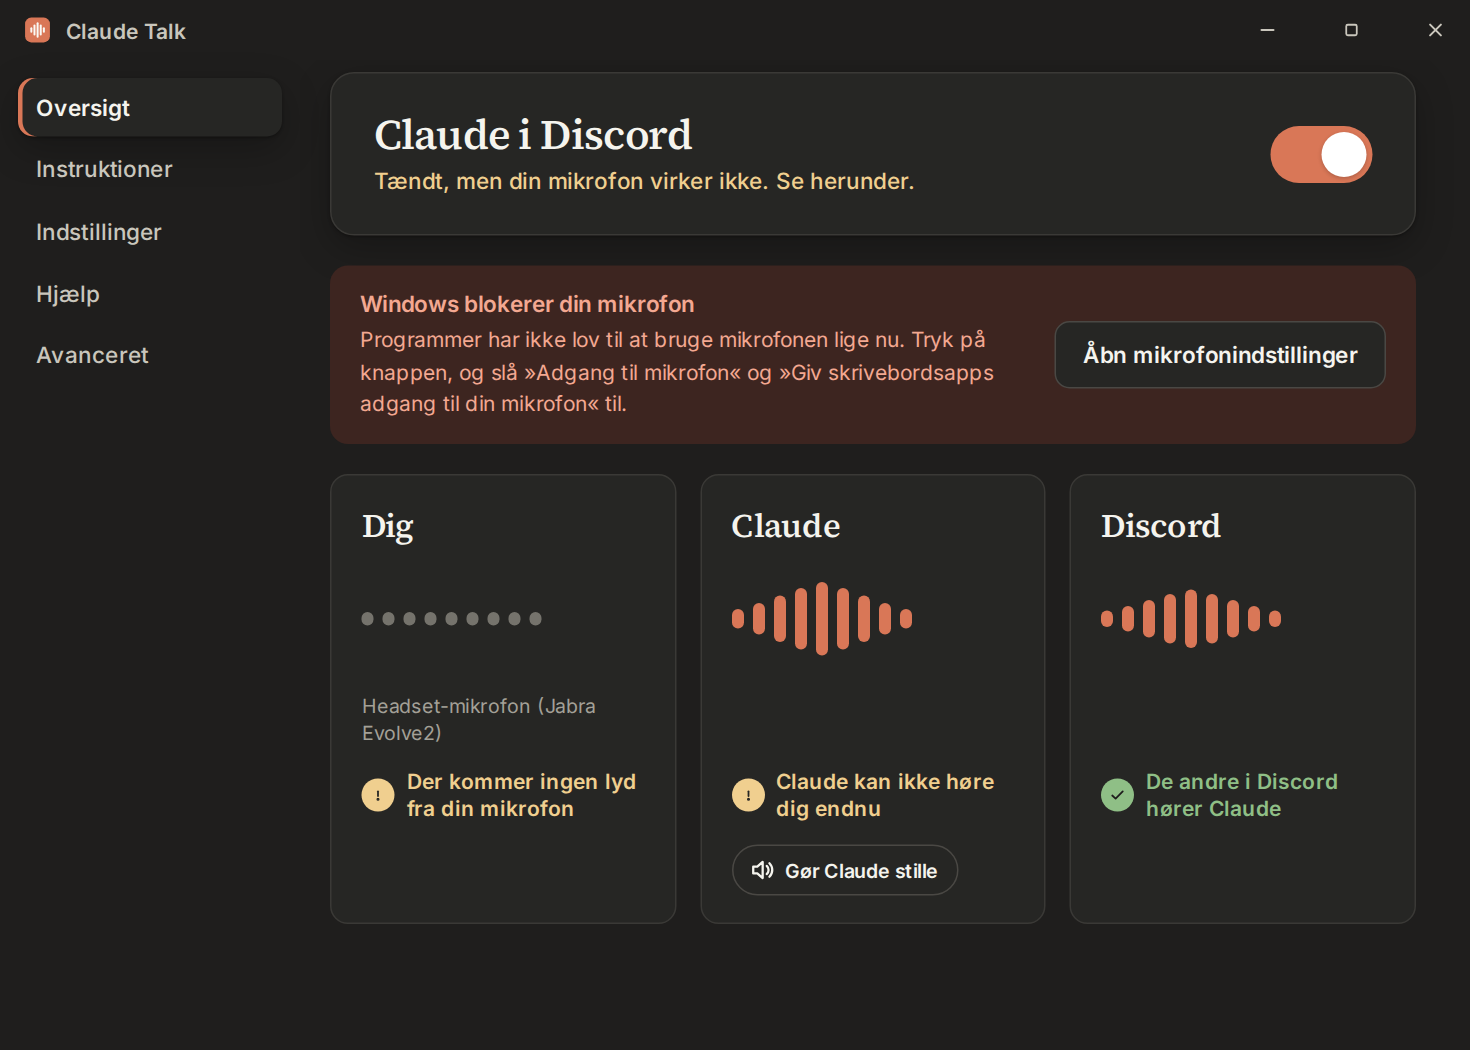 Claude Talk
Oversigt
Instruktioner
Indstillinger
Hjælp
Avanceret
Claude i Discord
Tændt, men din mikrofon virker ikke. Se herunder.
Windows blokerer din mikrofon
Programmer har ikke lov til at bruge mikrofonen lige nu. Tryk på
knappen, og slå »Adgang til mikrofon« og »Giv skrivebordsapps
adgang til din mikrofon« til.
Åbn mikrofonindstillinger
Dig
Headset-mikrofon (Jabra
Evolve2)
Der kommer ingen lyd
fra din mikrofon
Claude
Claude kan ikke høre
dig endnu
Gør Claude stille
Discord
De andre i Discord
hører Claude